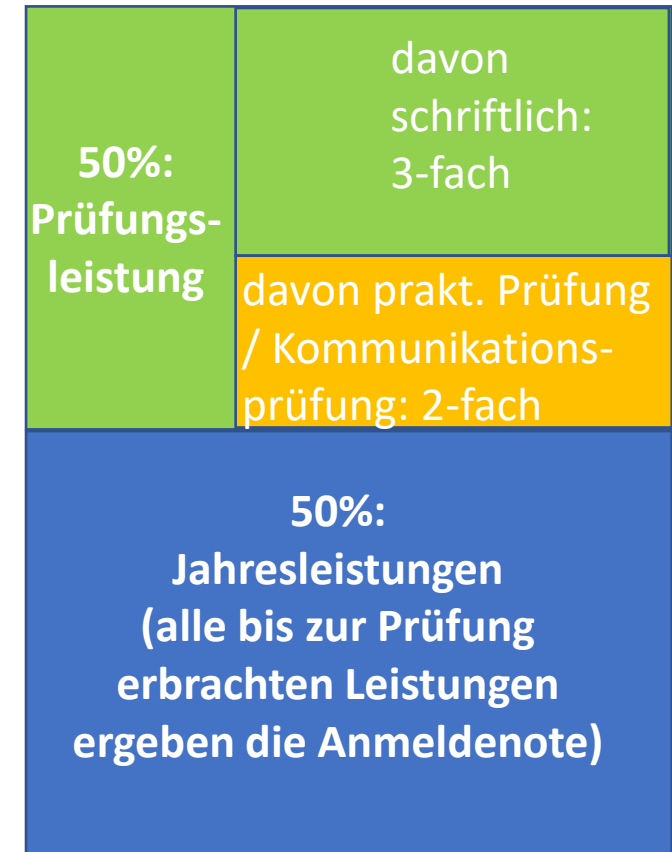 50%:
Prüfungs-
leistung
davon
schriftlich:
3-fach
davon prakt. Prüfung
/ Kommunikations-
prüfung: 2-fach
50%:
Jahresleistungen
(alle bis zur Prüfung
erbrachten Leistungen
ergeben die Anmeldenote)